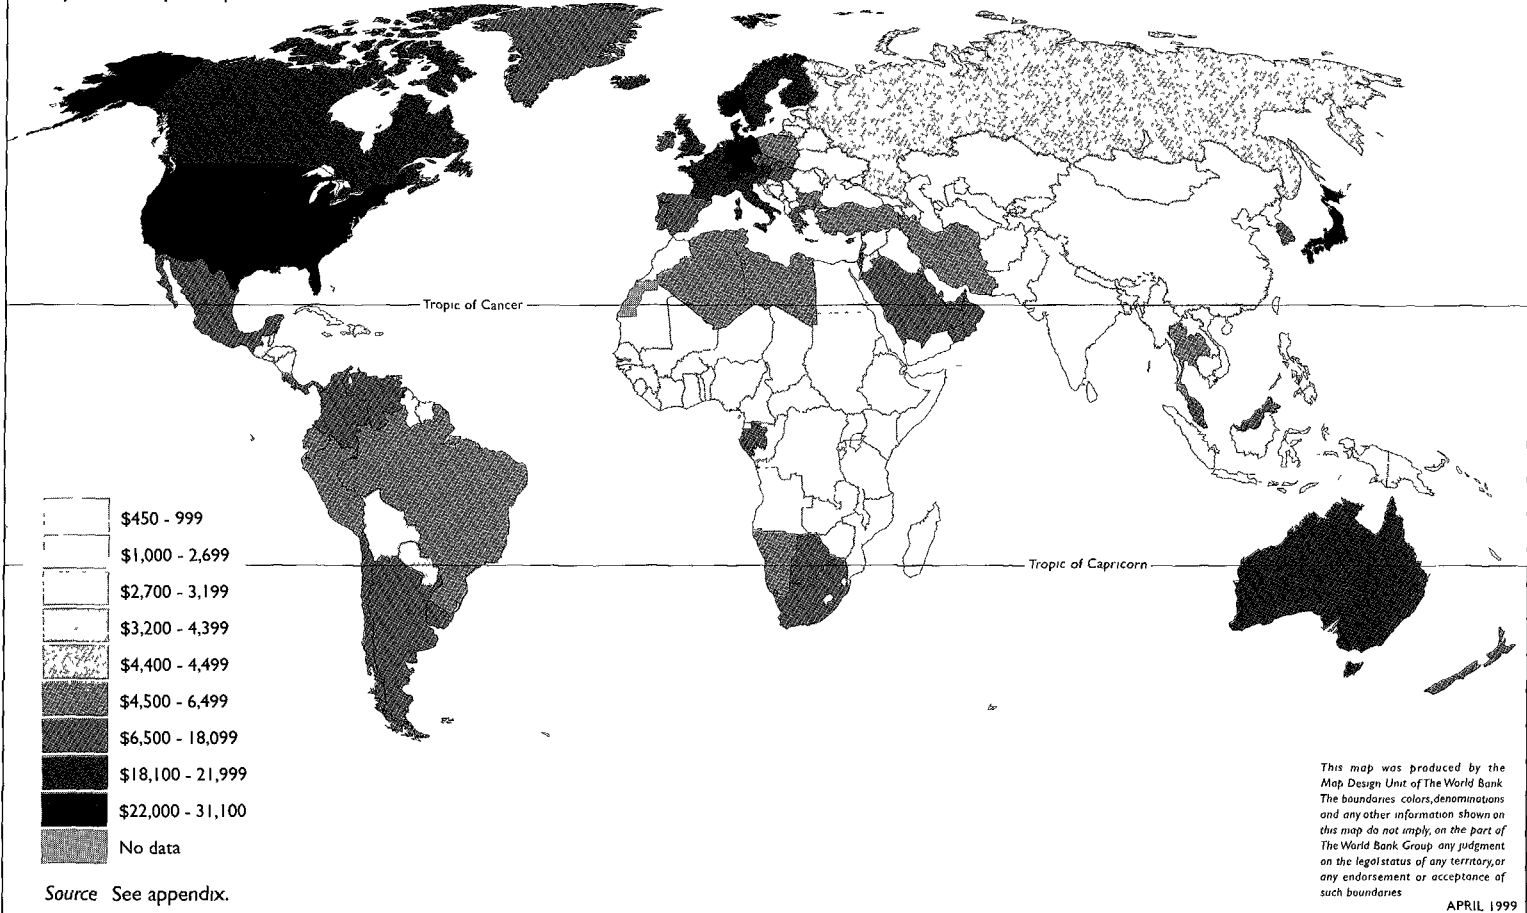 Tropic of Cancer
Tropic of Capricorn
$450 - 999
$1,000 - 2,699
$2,700 - 3,199
$3,200 - 4,399
$4,400 - 4,499
$4,500 - 6,499
$6,500 - 18,099
$18,100 - 21,999
$22,000 - 31,100
No data
Source See appendix.
This map was produced by the
Map Design Unit of The World Bank
The boundaries colors, denominations
and any other information shown on
this map do not imply, on the part of
The World Bank Group any judgment
on the legal status of any territory, or
any endorsement or acceptance of
such boundaries
APRIL 1999